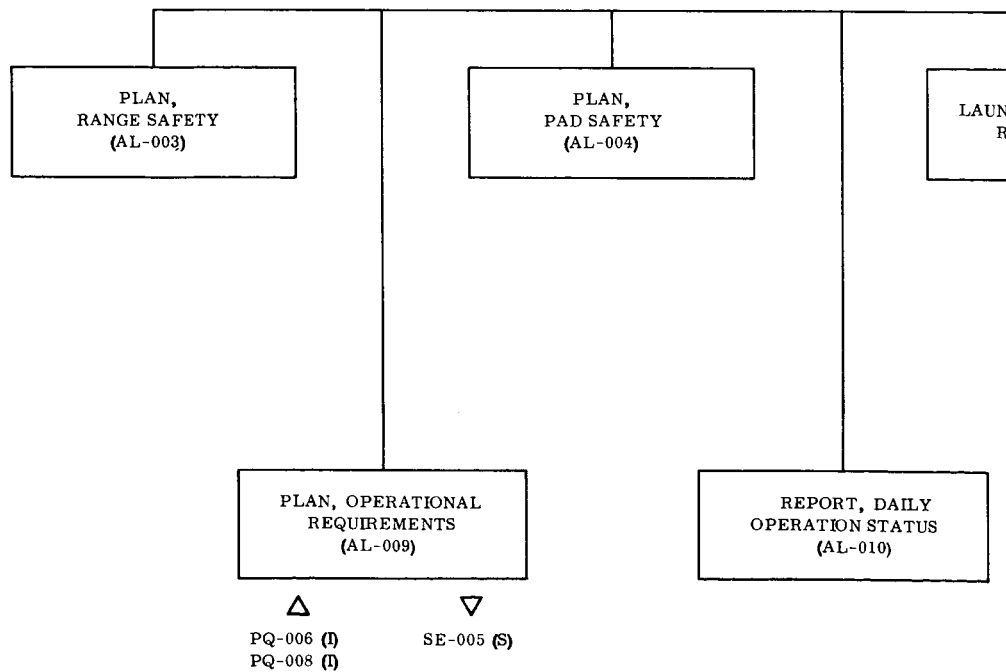 PLAN,
RANGE SAFETY
(AL-003)
PLAN,
PAD SAFETY
(AL-004)
PLAN, OPERATIONAL
REQUIREMENTS
(AL-009)
REPORT, DAILY
OPERATION STATUS
(AL-010)
PQ-006 (I)
PQ-008 (I)
SE-005 (S)